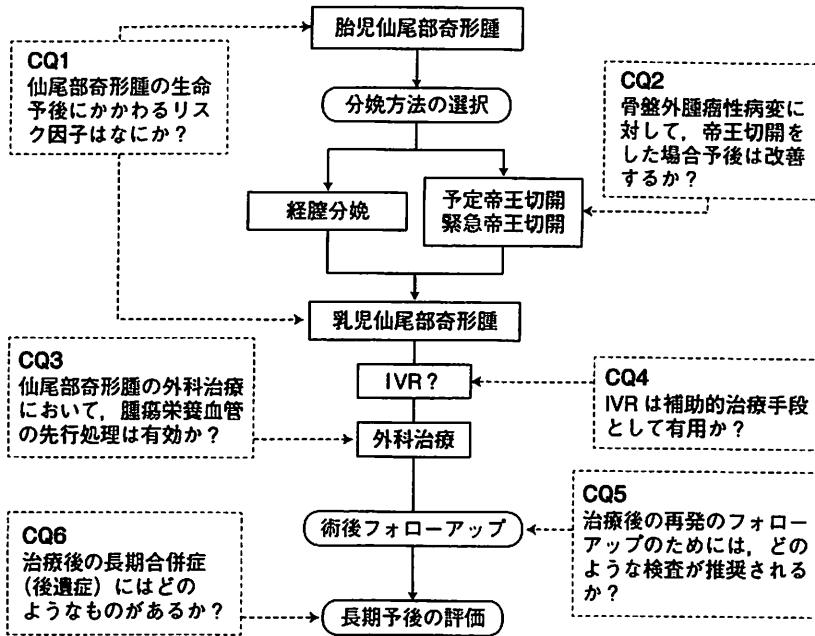 胎児仙尾部奇形腫
CQ1
仙尾部奇形腫の生命
予後にかかわるリス
ク因子はなにか？
分娩方法の選択
CQ2
骨盤外腫瘤性病変に
対して，帝王切開を
した場合予後は改善
するか？
経腟分娩
予定帝王切開
緊急帝王切開
乳児仙尾部奇形腫
CQ3
仙尾部奇形腫の外科治療
において，腫瘍栄養血管
の先行処理は有効か？
IVR？
CQ4
IVR は補助的治療手段
として有用か？
外科治療
CQ5
治療後の再発のフォロー
アップのためには，どの
ような検査が推奨される
か？
術後フォローアップ
CQ6
治療後の長期合併症
（後遺症）にはどの
ようなものがあるか？
長期予後の評価